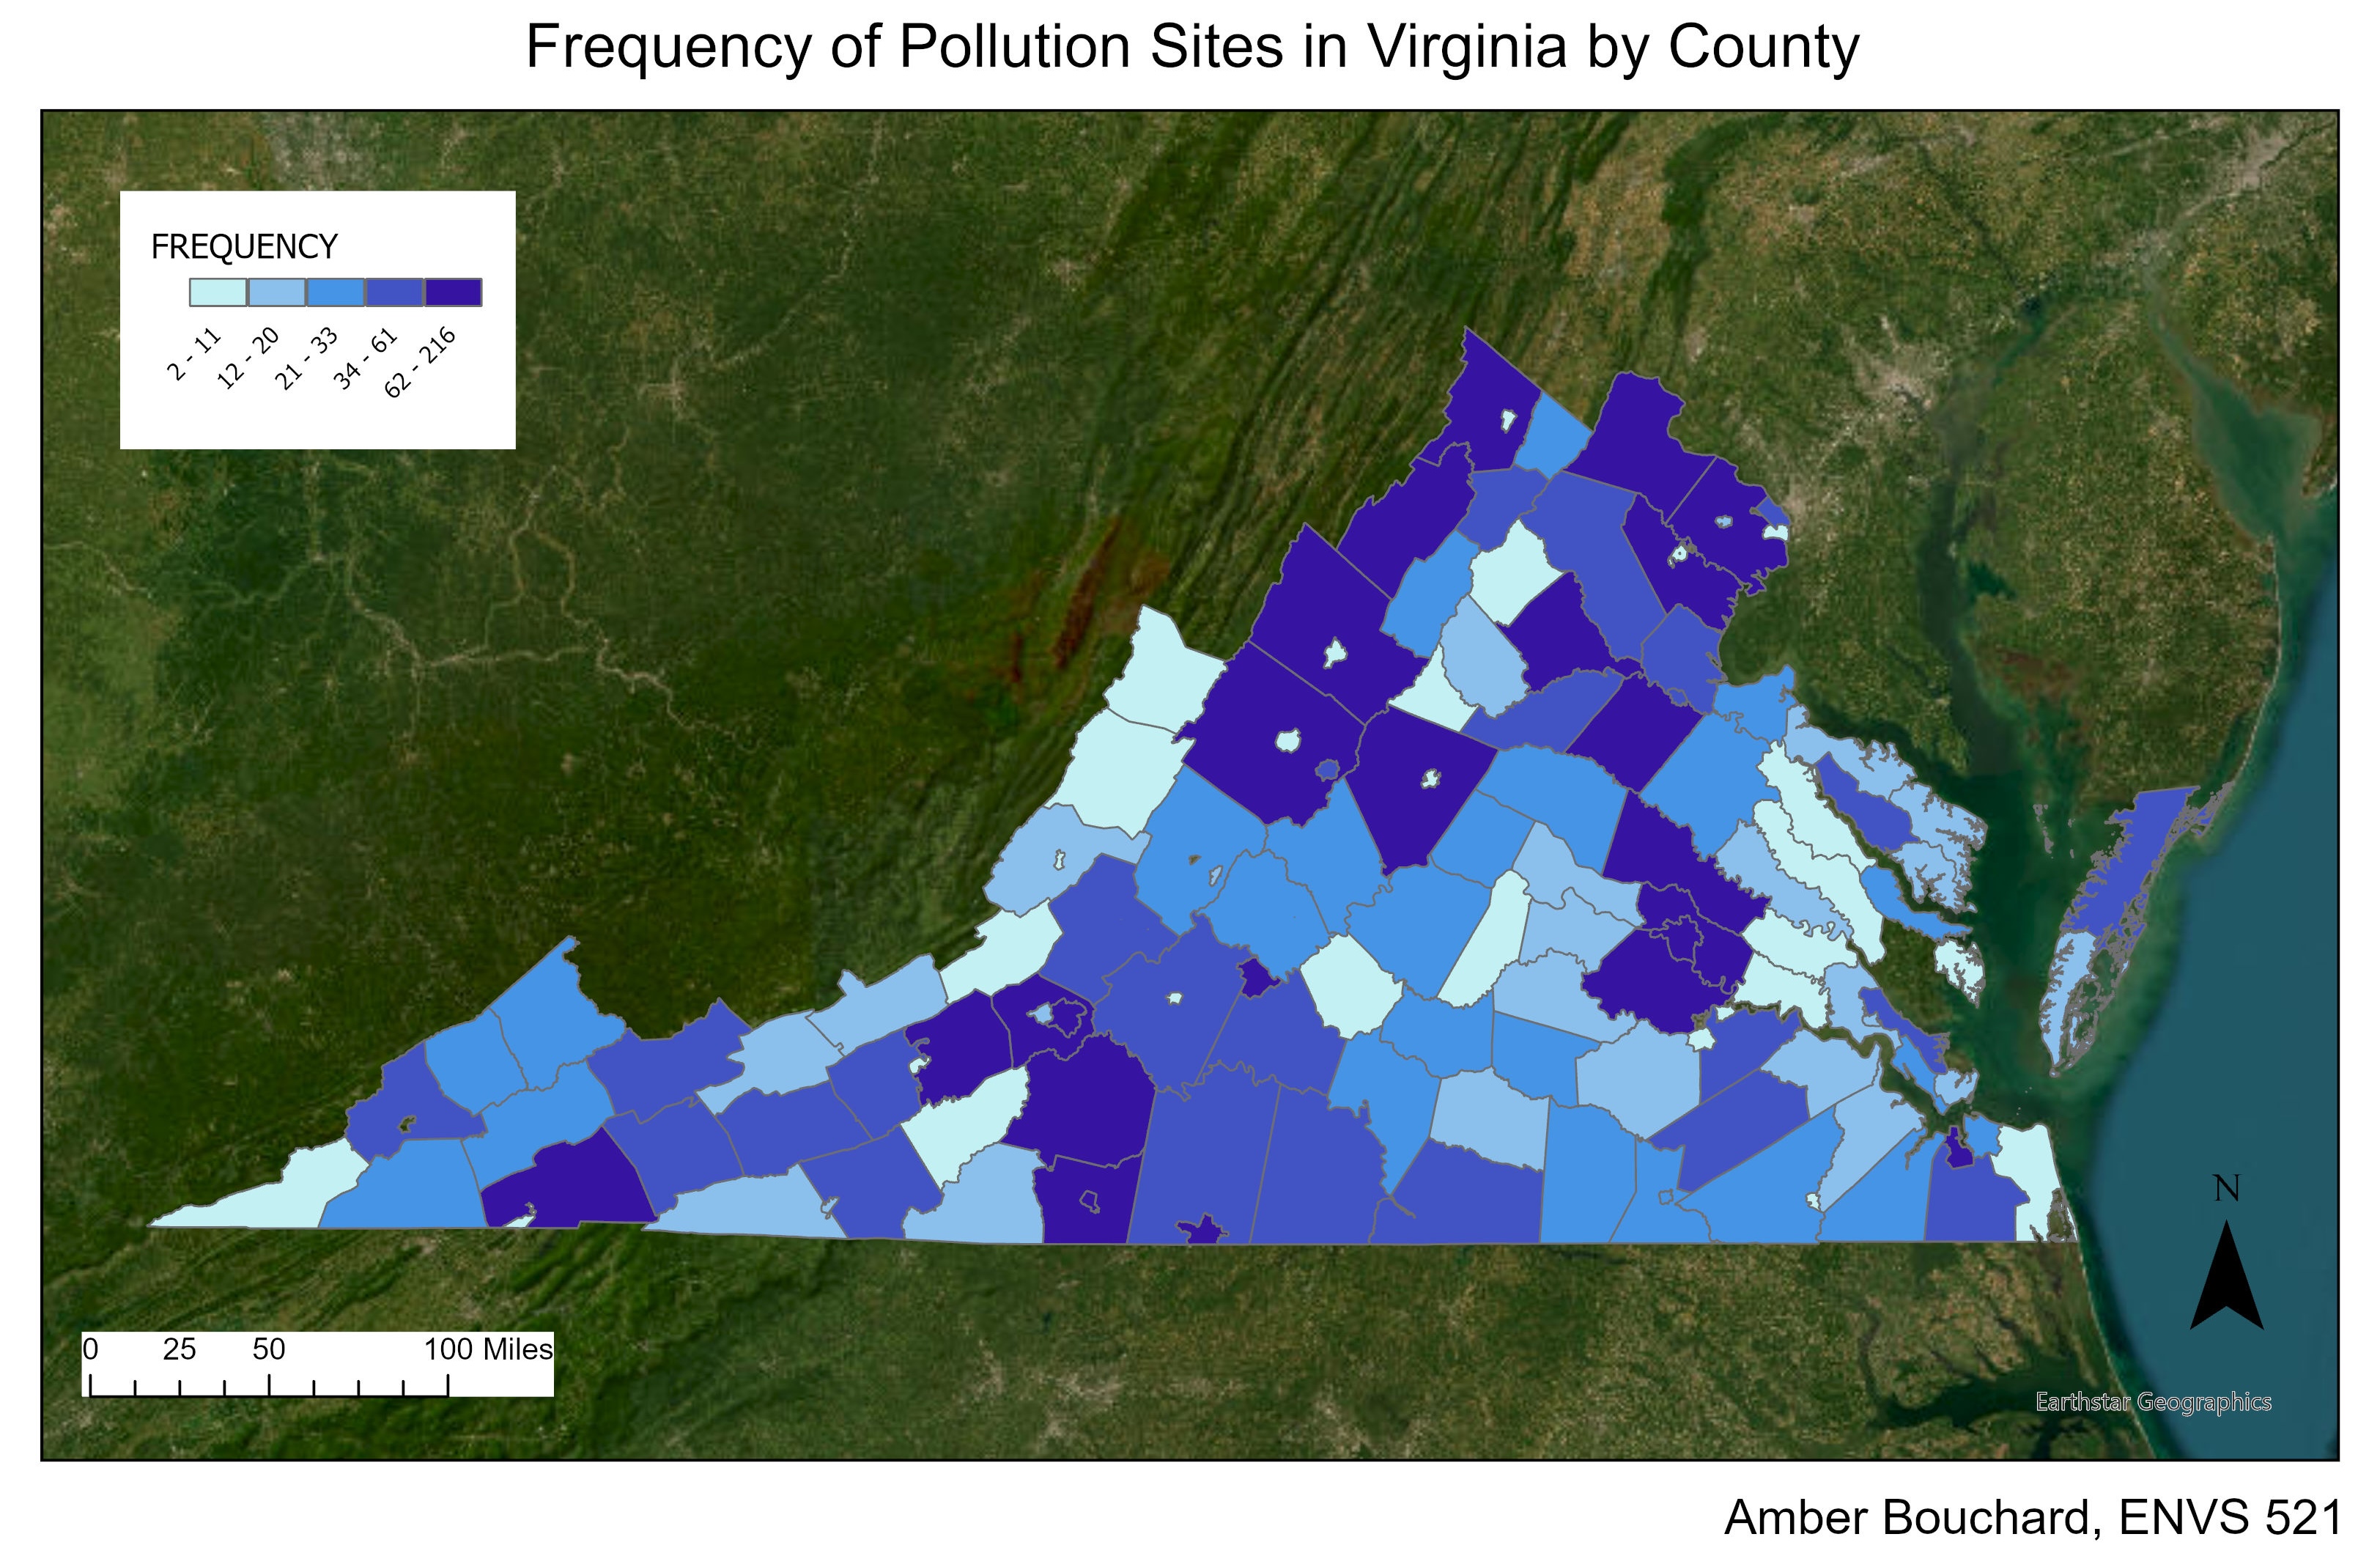 Frequency of Pollution Sites in Virginia by County
FREQUENCY
2 - 11
12 - 20
21 - 33
34 - 61
62 - 216
N
0 25 50 100 Miles
Earthstar Geographics
Amber Bouchard, ENVS 521